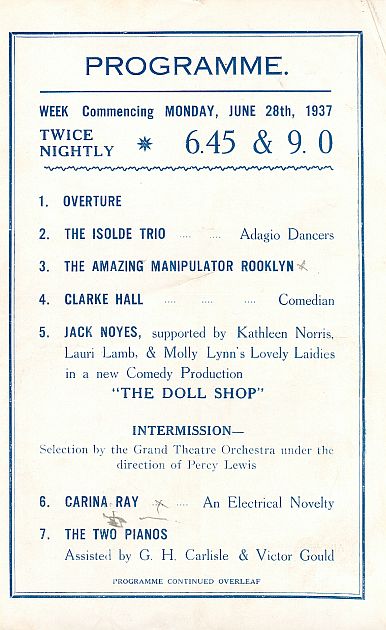 PROGRAMME.
WEEK Commencing MONDAY, JUNE 28th, 1937
TWICE NIGHTLY * 6.45 & 9.0
1. OVERTURE
2. THE ISOLDE TRIO .... .... Adagio Dancers
3. THE AMAZING MANIPULATOR ROOKLYN x
4. CLARKE HALL .... .... .... Comedian
5. JACK NOYES, supported by Kathleen Norris,
Lauri Lamb, & Molly Lynn's Lovely Laidies
in a new Comedy Production
"THE DOLL SHOP"
INTERMISSION—
Selection by the Grand Theatre Orchestra under the
direction of Percy Lewis
6. CARINA RAY x .... An Electrical Novelty
7. THE TWO PIANOS
Assisted by G. H. Carlisle & Victor Gould
PROGRAMME CONTINUED OVERLEAF